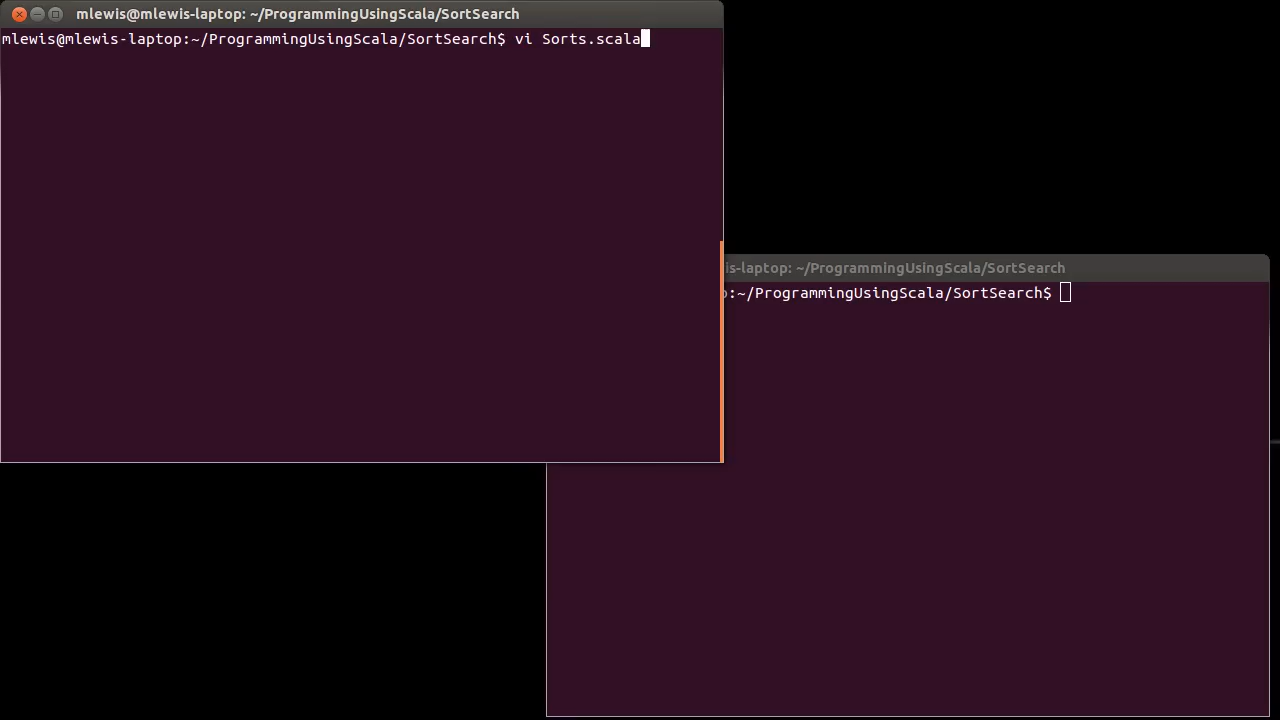 mlewis@mlewis-laptop: ~/ProgrammingUsingScala/SortSearch
mlewis@mlewis-laptop:~/ProgrammingUsingScala/SortSearch$ vi Sorts.scala
is-laptop: ~/ProgrammingUsingScala/SortSearch
:~/ProgrammingUsingScala/SortSearch$